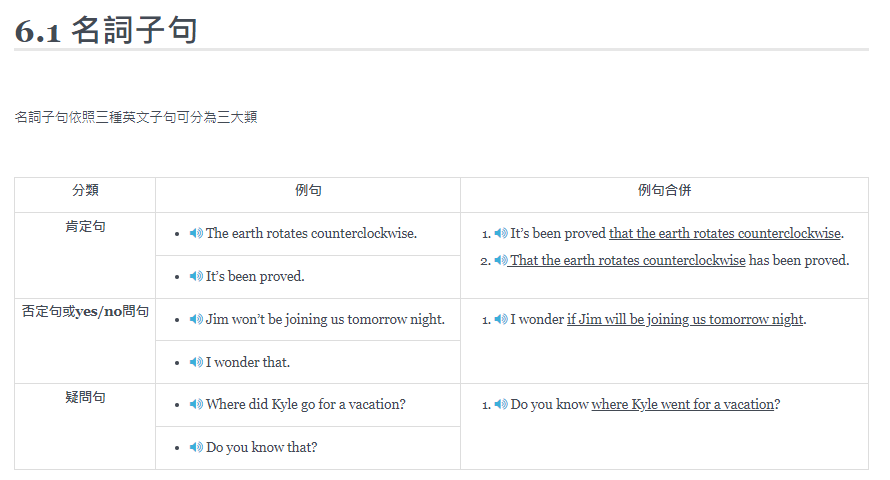 6.1 名詞子句
名詞子句依照三種英文子句可分為三大類
分類 例句 例句合併
肯定句
The earth rotates counterclockwise.
It’s been proved.
1. It’s been proved that the earth rotates counterclockwise.
2. That the earth rotates counterclockwise has been proved.
否定句或yes/no問句
Jim won’t be joining us tomorrow night.
I wonder that.
1. I wonder if Jim will be joining us tomorrow night.
疑問句
Where did Kyle go for a vacation?
Do you know that?
1. Do you know where Kyle went for a vacation?